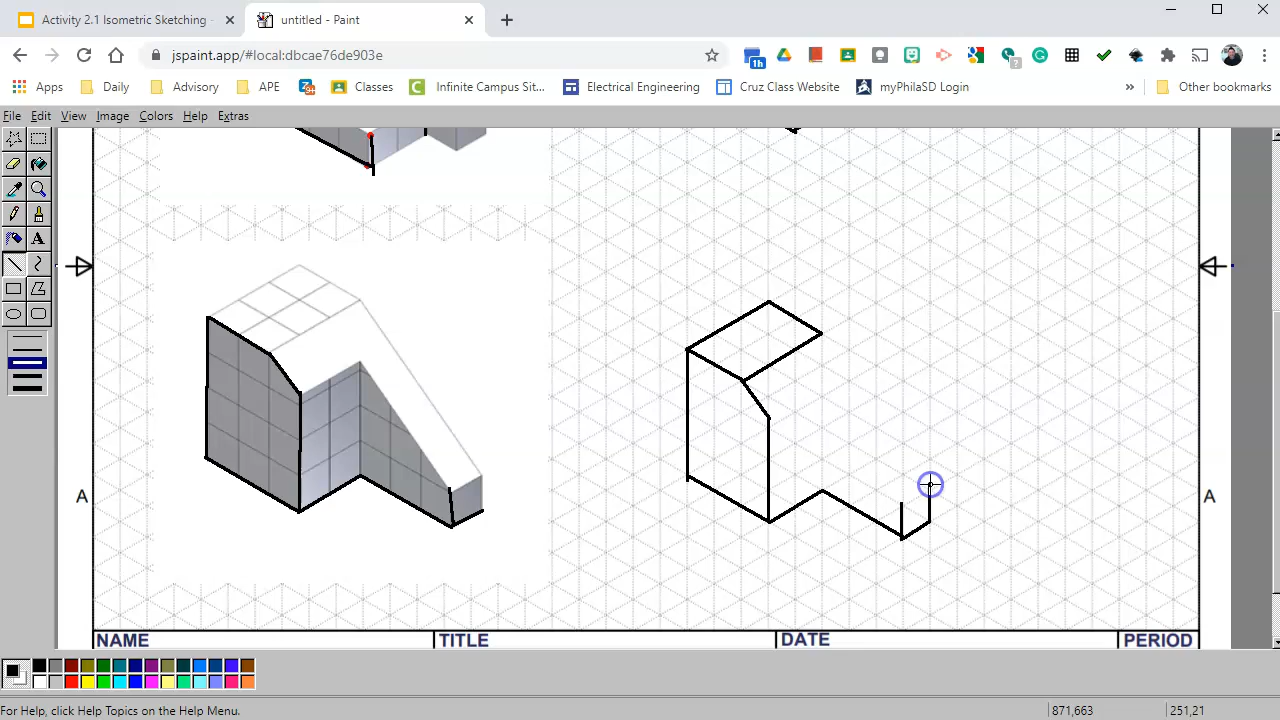 Activity 2.1 Isometric Sketching -
untitled - Paint
jspaint.app/#local:dbcae76de903e
1h
?
Apps
Daily
Advisory
APE
Classes
Infinite Campus Sit...
Electrical Engineering
Cruz Class Website
myPhilaSD Login
»
Other bookmarks
File Edit View Image Colors Help Extras
A
A
A
NAME
TITLE
DATE
PERIOD
For Help, click Help Topics on the Help Menu.
871,663
251,21